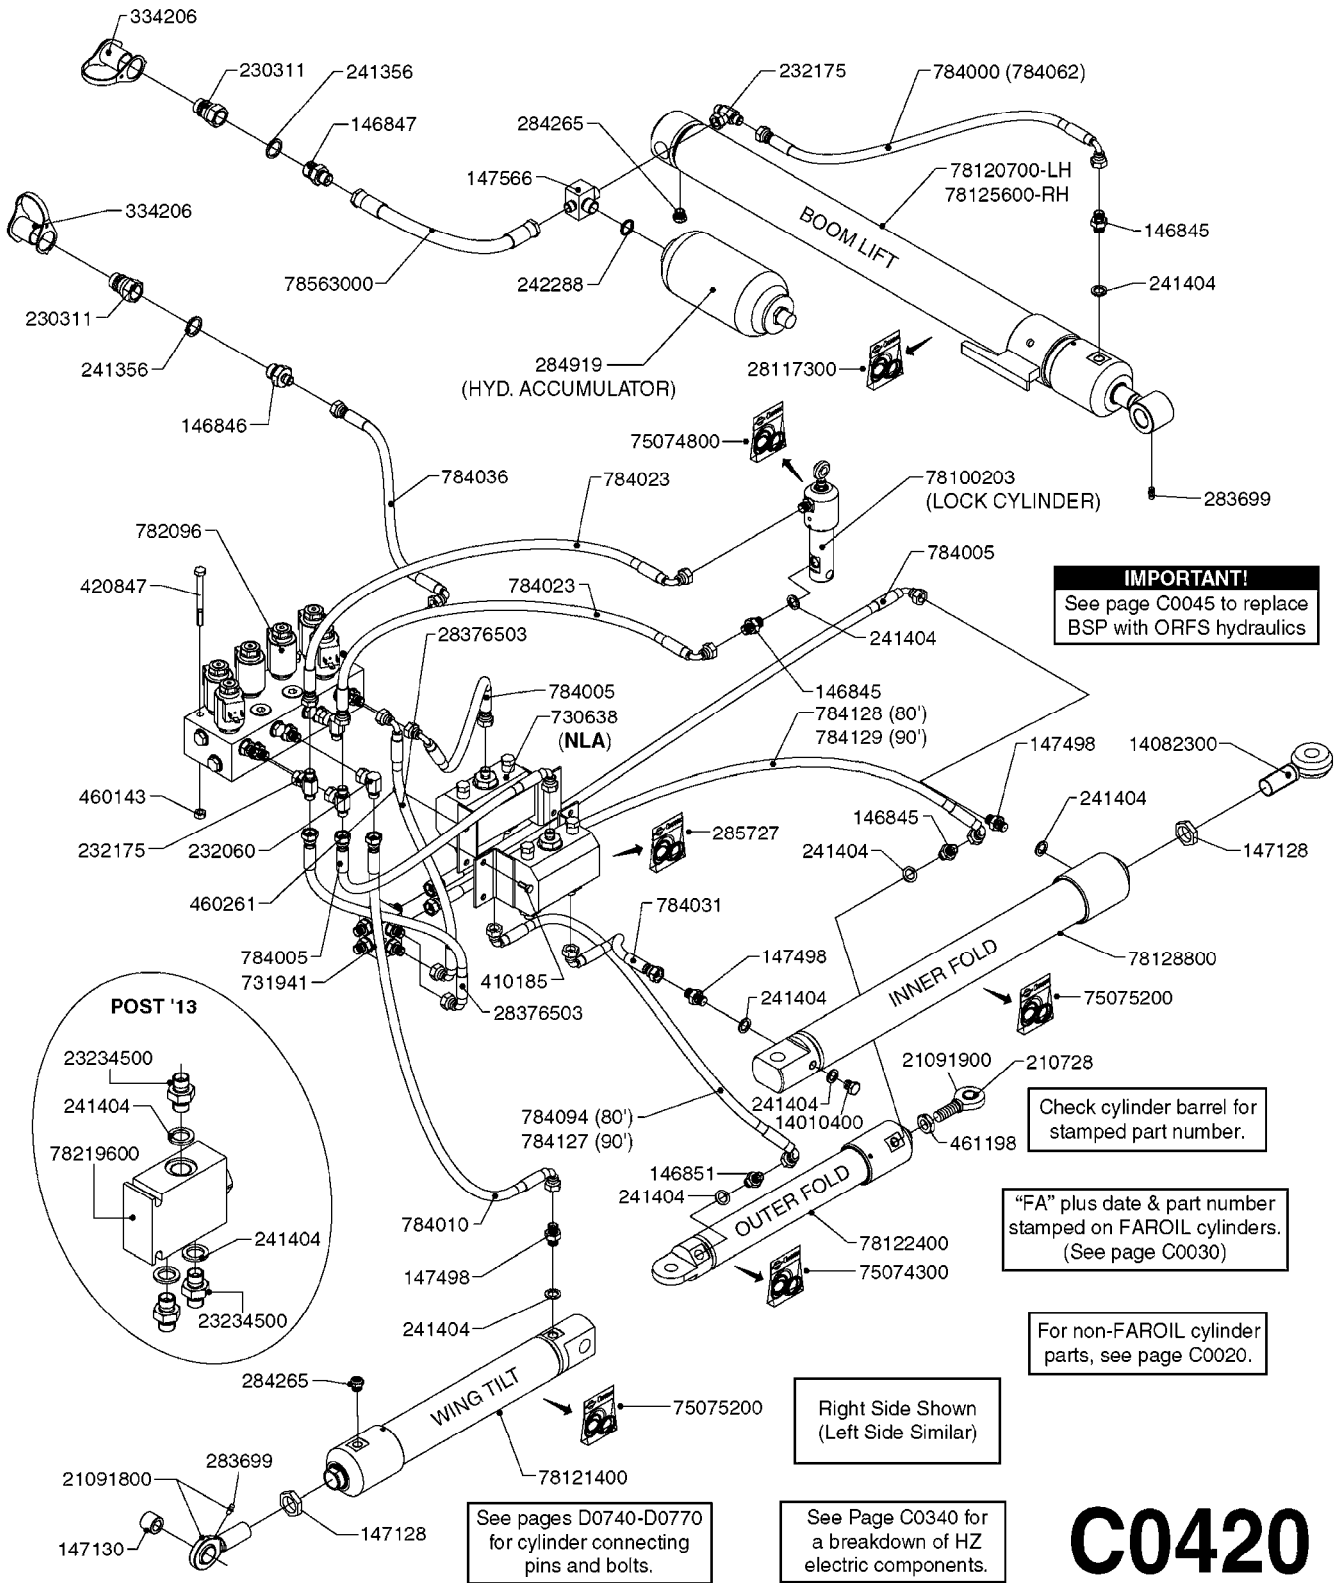 334206
230311
241356
146847
334206
230311
241356
146846
78563000
147566
284265
242288
284919
(HYD. ACCUMULATOR)
232175
784000 (784062)
78120700-LH
78125600-RH
BOOM LIFT
146845
241404
28117300
283699
75074800
78100203
(LOCK CYLINDER)
784036
784023
782096
420847
784023
28376503
784005
241404
146845
IMPORTANT!
See page C0045 to replace
BSP with ORFS hydraulics
784005
730638
(NLA)
784128 (80')
784129 (90')
147498
14082300
460143
232175
232060
460261
285727
146845
241404
241404
147128
784005
731941
410185
28376503
784031
147498
241404
INNER FOLD
78128800
75075200
POST '13
23234500
241404
78219600
241404
23234500
784094 (80')
784127 (90')
241404
14010400
21091900
210728
461198
Check cylinder barrel for
stamped part number.
146851
241404
OUTER FOLD
784010
147498
241404
78122400
75074300
"FA" plus date & part number
stamped on FAROIL cylinders.
(See page C0030)
For non-FAROIL cylinder
parts, see page C0020.
284265
WING TILT
75075200
78121400
Right Side Shown
(Left Side Similar)
21091800
283699
147130
147128
See pages D0740-D0770
for cylinder connecting
pins and bolts.
See Page C0340 for
a breakdown of HZ
electric components.
C0420